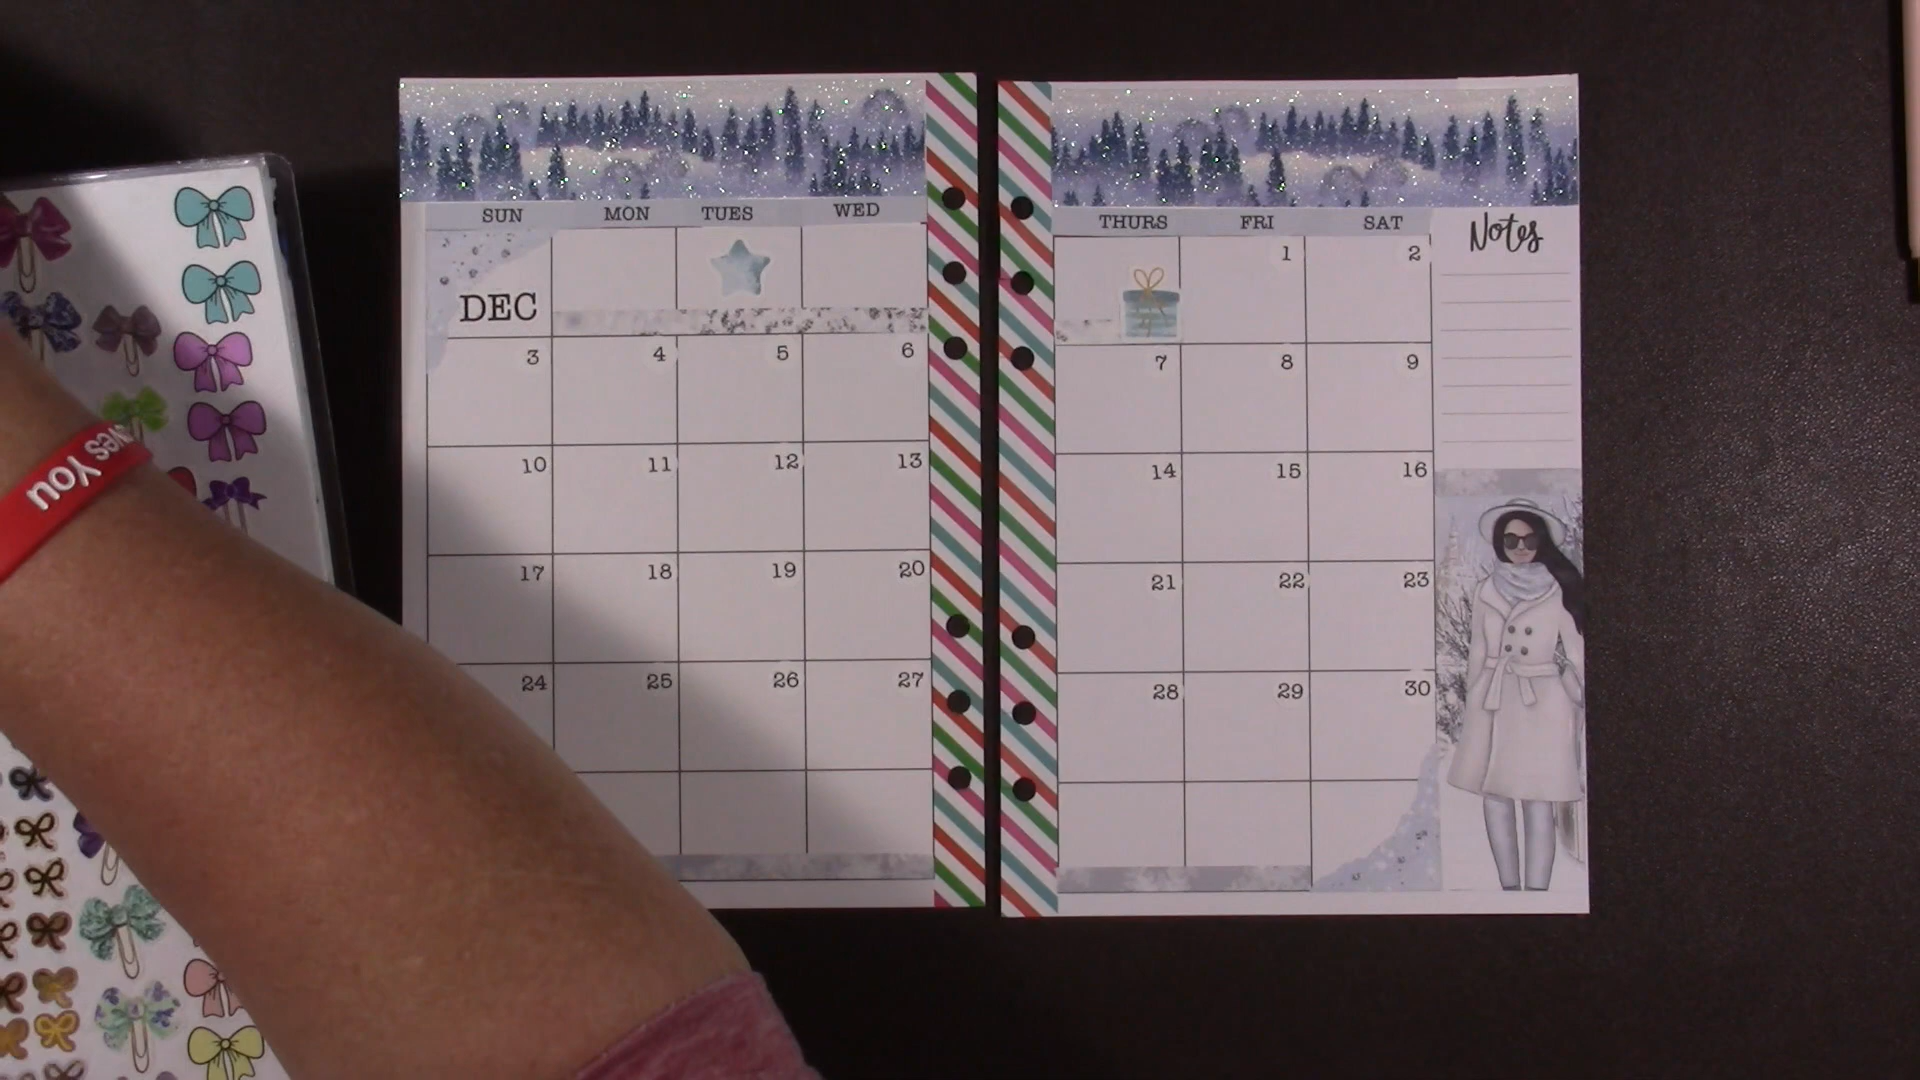 SUN MON TUES WED
THURS FRI SAT
Notes
DEC
1 2
3 4 5 6
7 8 9
10 11 12 13
14 15 16
17 18 19 20
21 22 23
24 25 26 27
28 29 30
You